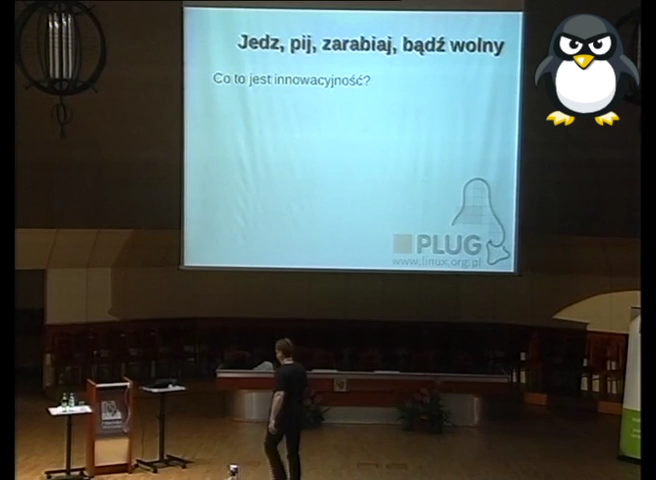 Jedz, pij, zarabiaj, bądź wolny
Co to jest innowacyjność?
PLUG
www.linux.org.pl